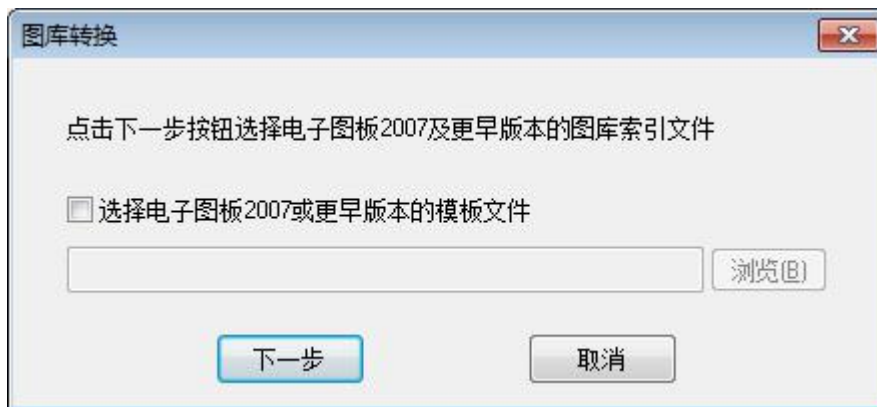 图库转换
点击下一步按钮选择电子图板2007及更早版本的图库索引文件
选择电子图板2007或更早版本的模板文件
浏览(B)
下一步
取消